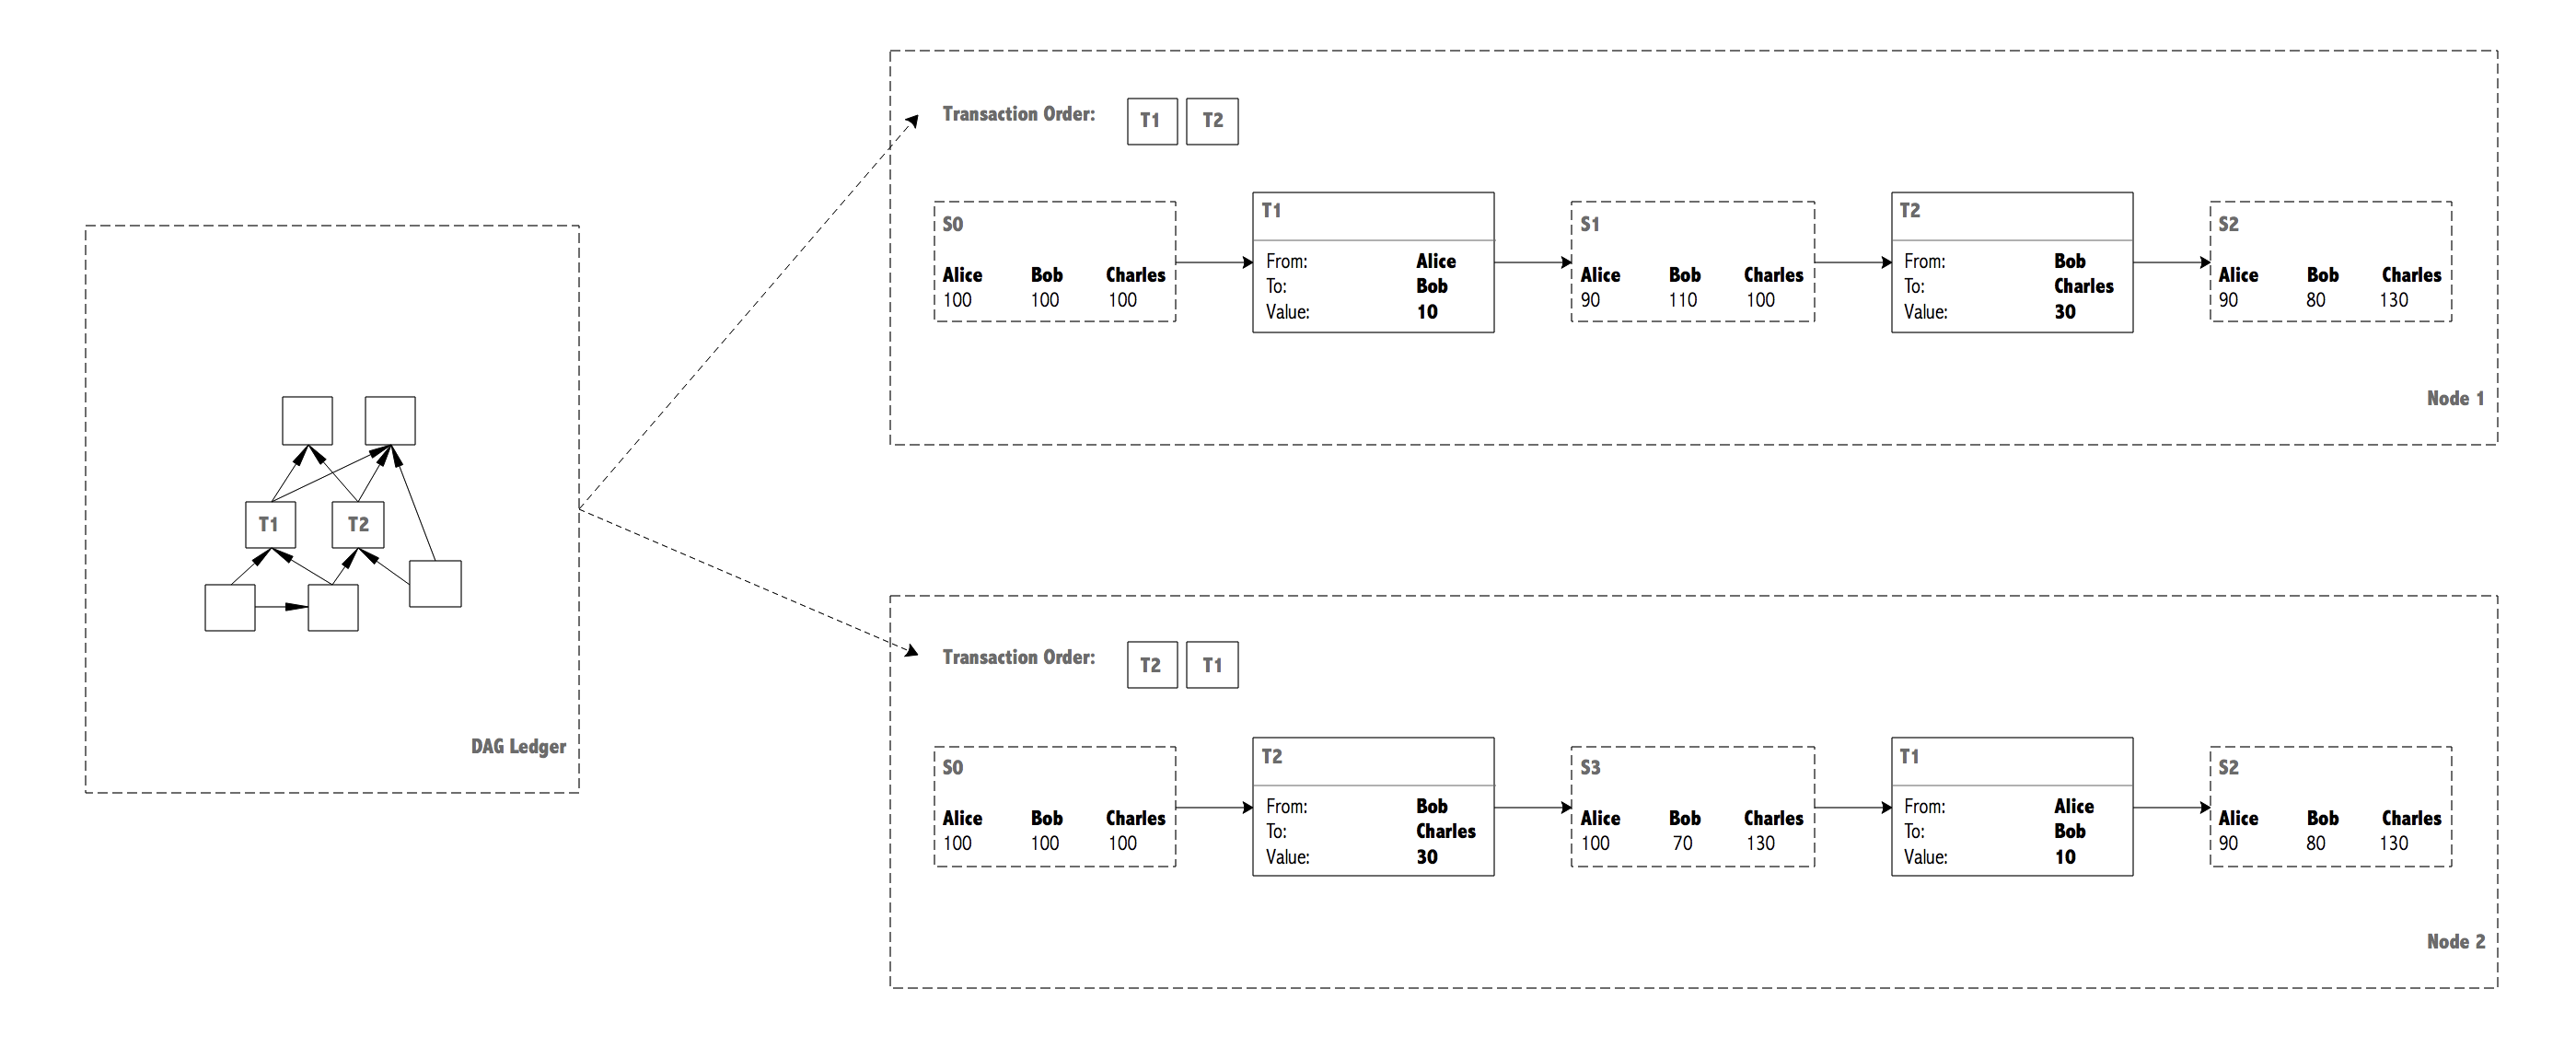 T1 T2
DAG Ledger
Transaction Order: T1 T2
S0
Alice Bob Charles
100 100 100
T1
From: Alice
To: Bob
Value: 10
S1
Alice Bob Charles
90 110 100
T2
From: Bob
To: Charles
Value: 30
S2
Alice Bob Charles
90 80 130
Node 1
Transaction Order: T2 T1
S0
Alice Bob Charles
100 100 100
T2
From: Bob
To: Charles
Value: 30
S3
Alice Bob Charles
100 70 130
T1
From: Alice
To: Bob
Value: 10
S2
Alice Bob Charles
90 80 130
Node 2